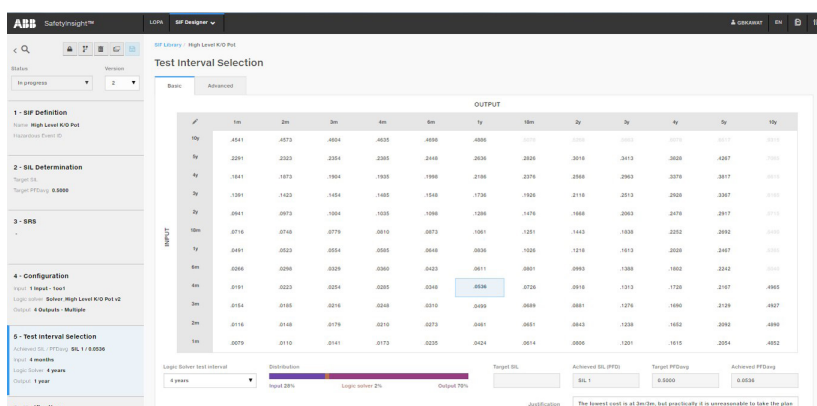 ABB SafetyInsight™ LOPA SIF Designer GBKAWAT EN
SIF Library / High Level K/O Pot
Test Interval Selection
Status Version
In progress 2
Basic Advanced
OUTPUT
INPUT
1m 2m 3m 4m 6m 1y 18m 2y 3y 4y 5y 10y
10y .4541 .4573 .4604 .4635 .4698 .4886
5y .2291 .2323 .2354 .2385 .2448 .2636 .2826 .3018 .3413 .3826 .4267
4y .1841 .1873 .1904 .1935 .1998 .2186 .2376 .2568 .2963 .3376 .3817
3y .1391 .1423 .1454 .1485 .1548 .1736 .1926 .2118 .2513 .2926 .3367
2y .0941 .0973 .1004 .1035 .1098 .1286 .1476 .1668 .2063 .2476 .2917
18m .0716 .0748 .0779 .0810 .0873 .1061 .1251 .1443 .1838 .2252 .2692
1y .0491 .0523 .0554 .0585 .0648 .0836 .1026 .1218 .1613 .2026 .2467
6m .0266 .0298 .0329 .0360 .0423 .0611 .0801 .0993 .1388 .1802 .2242
4m .0191 .0223 .0254 .0285 .0348 .0536 .0726 .0918 .1313 .1726 .2167 .4965
3m .0154 .0185 .0216 .0248 .0310 .0499 .0689 .0881 .1276 .1690 .2129 .4927
2m .0116 .0148 .0179 .0210 .0273 .0461 .0651 .0843 .1238 .1652 .2092 .4890
1m .0079 .0110 .0141 .0173 .0235 .0424 .0614 .0806 .1201 .1615 .2054 .4852
1 - SIF Definition
Name High Level K/O Pot
Hazardous Event ID
2 - SIL Determination
Target SIL
Target PFDavg 0.5000
3 - SRS
-
4 - Configuration
Input 1 Input - 1oo1
Logic solver Solver_High Level K/O Pot v2
Output 4 Outputs - Multiple
5 - Test Interval Selection
Achieved SIL / PFDavg SIL 1 / 0.0536
Input 4 months
Logic Solver 4 years
Output 1 year
Logic Solver test interval Distribution Target SIL Achieved SIL (PFD) Target PFDavg Achieved PFDavg
4 years SIL 1 0.5000 0.0536
Input 28% Logic solver 2% Output 70%
Justification The lowest cost is at 3m/3m, but practically it is unreasonable to take the plan